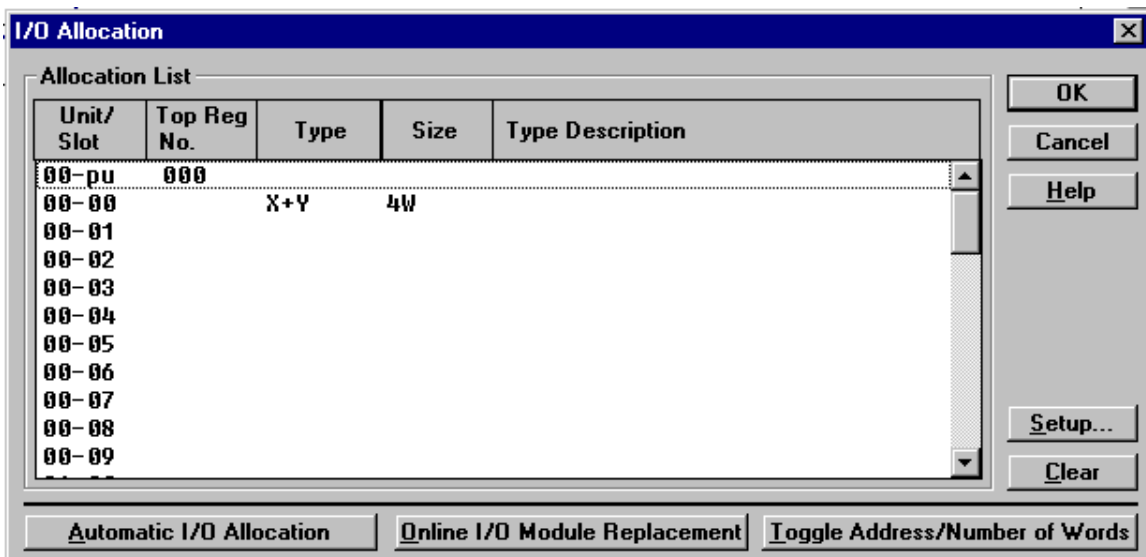 I/O Allocation
Allocation List
Unit/ Slot
Top Reg No.
Type
Size
Type Description
00-pu 000
00-00 X+Y 4W
00-01
00-02
00-03
00-04
00-05
00-06
00-07
00-08
00-09
OK
Cancel
Help
Setup...
Clear
Automatic I/O Allocation
Online I/O Module Replacement
Toggle Address/Number of Words